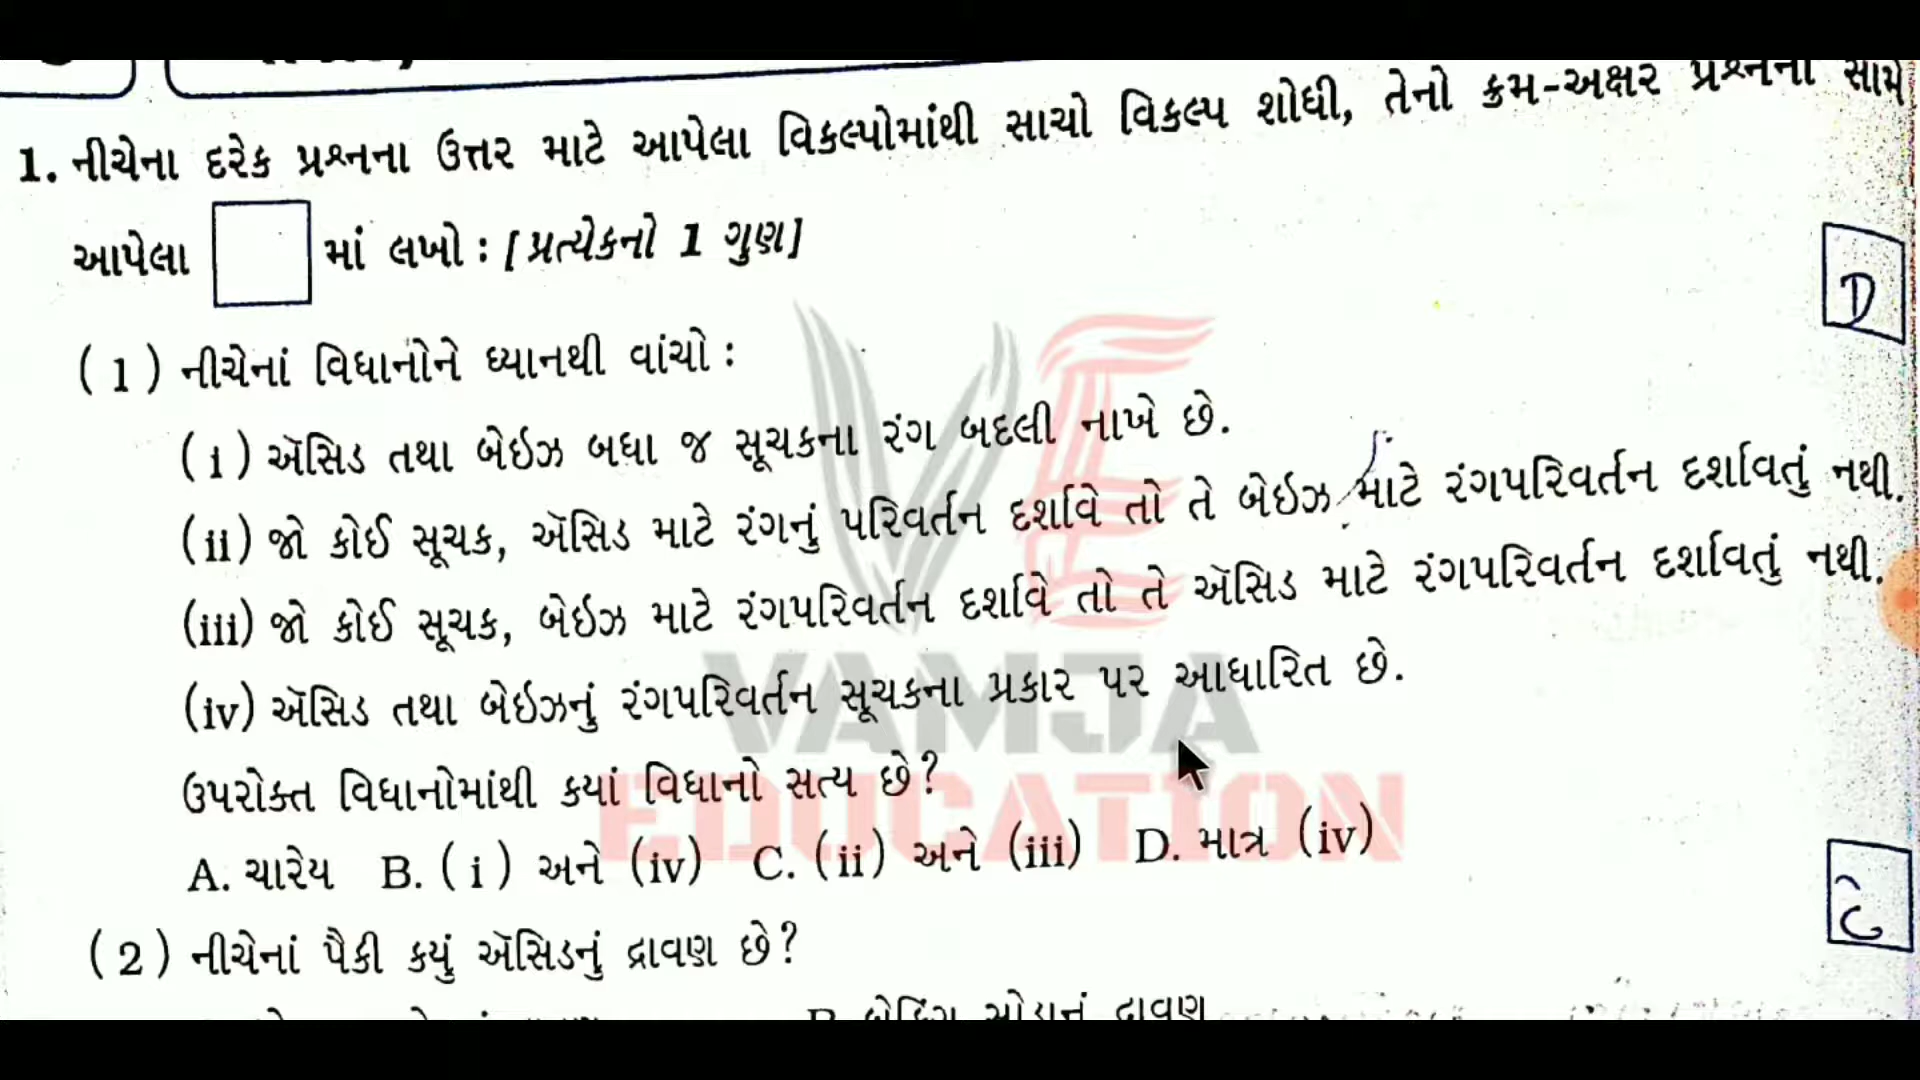 1. નીચેના દરેક પ્રશ્નના ઉત્તર માટે આપેલા વિકલ્પોમાંથી સાચો વિકલ્પ શોધી, તેનો ક્રમ-અક્ષર પ્રશ્નની સામે
આપેલા માં લખો : [પ્રત્યેકનો 1 ગુણ]
D
(1) નીચેનાં વિધાનોને ધ્યાનથી વાંચો :
(i) ઍસિડ તથા બેઇઝ બધા જ સૂચકના રંગ બદલી નાખે છે.
(ii) જો કોઈ સૂચક, ઍસિડ માટે રંગનું પરિવર્તન દર્શાવે તો તે બેઇઝ માટે રંગપરિવર્તન દર્શાવતું નથી.
(iii) જો કોઈ સૂચક, બેઇઝ માટે રંગપરિવર્તન દર્શાવે તો તે ઍસિડ માટે રંગપરિવર્તન દર્શાવતું નથી.
(iv) ઍસિડ તથા બેઇઝનું રંગપરિવર્તન સૂચકના પ્રકાર પર આધારિત છે.
VAMJA
ઉપરોક્ત વિધાનોમાંથી કયાં વિધાનો સત્ય છે?
EDUCATION
A. ચારેય B. (i) અને (iv) C. (ii) અને (iii) D. માત્ર (iv)
C
(2) નીચેનાં પૈકી કયું ઍસિડનું દ્રાવણ છે?
B. બેકિંગ સોડાનું દ્રાવણ